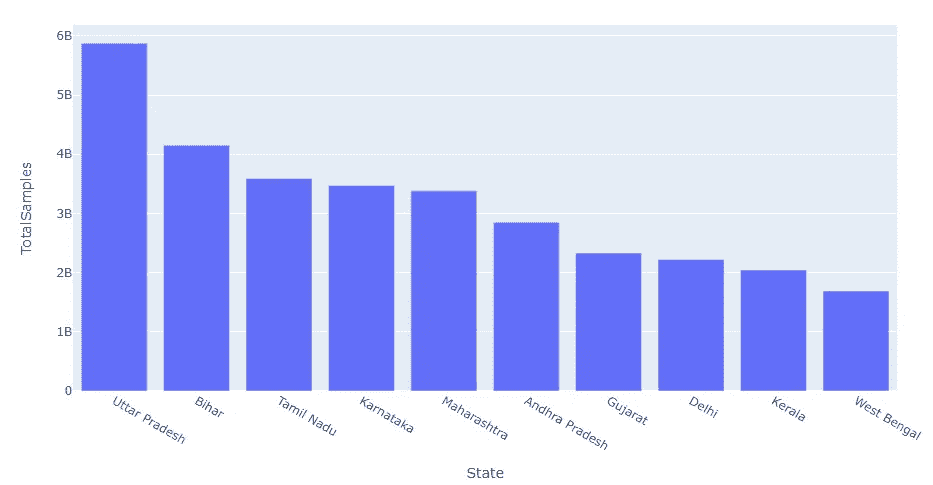 6B
5B
4B
3B
2B
1B
0
TotalSamples
Uttar Pradesh
Bihar
Tamil Nadu
Karnataka
Maharashtra
Andhra Pradesh
Gujarat
Delhi
Kerala
West Bengal
State